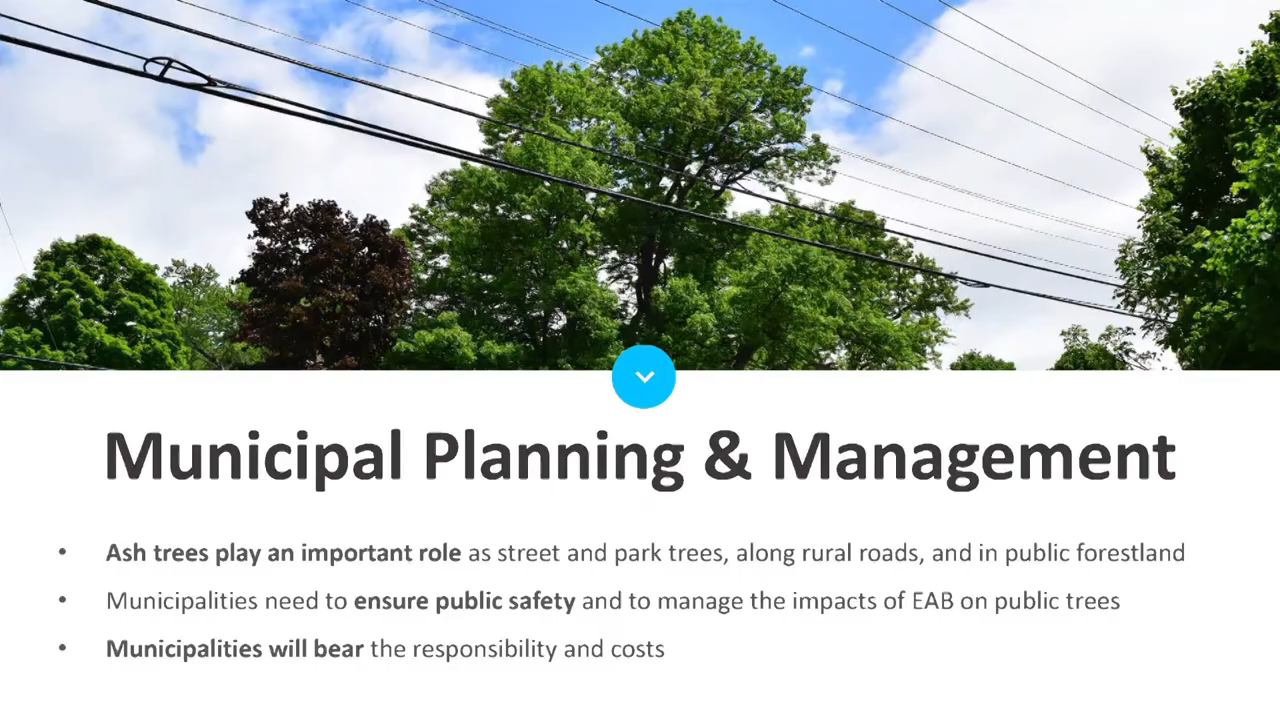 Municipal Planning & Management
• Ash trees play an important role as street and park trees, along rural roads, and in public forestland
• Municipalities need to ensure public safety and to manage the impacts of EAB on public trees
• Municipalities will bear the responsibility and costs